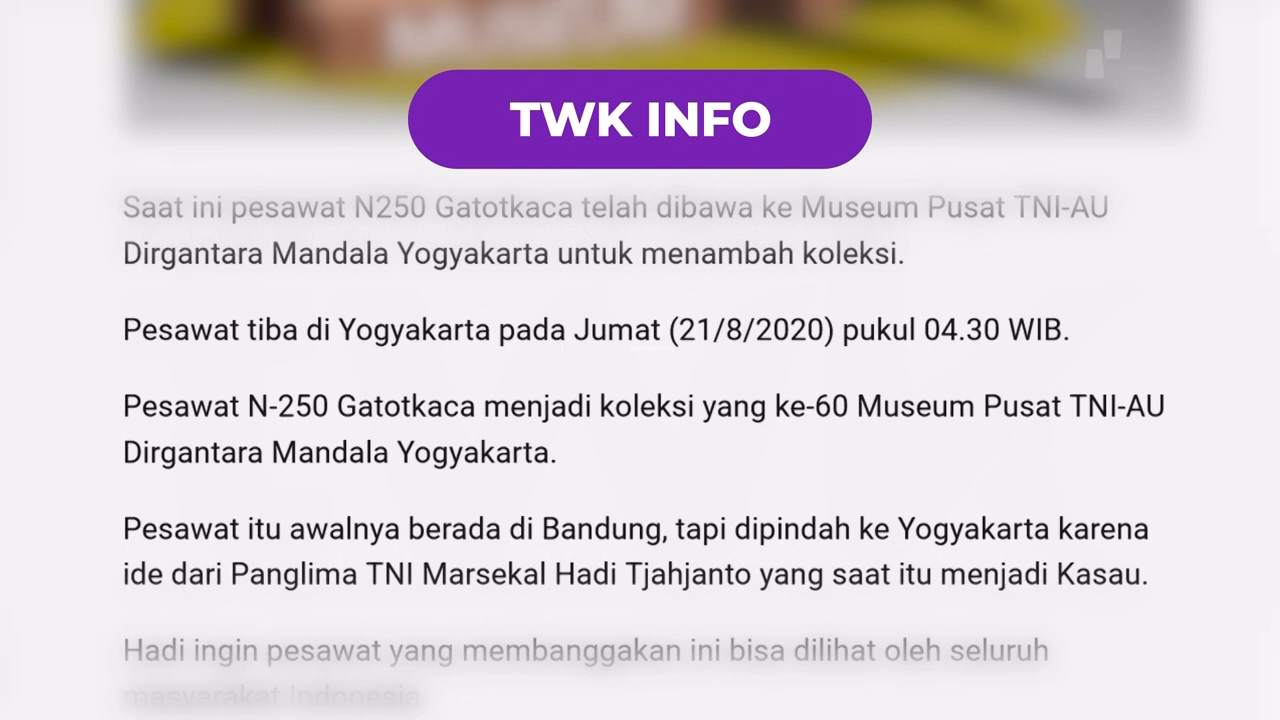 TWK INFO
Saat ini pesawat N250 Gatotkaca telah dibawa ke Museum Pusat TNI-AU
Dirgantara Mandala Yogyakarta untuk menambah koleksi.
Pesawat tiba di Yogyakarta pada Jumat (21/8/2020) pukul 04.30 WIB.
Pesawat N-250 Gatotkaca menjadi koleksi yang ke-60 Museum Pusat TNI-AU
Dirgantara Mandala Yogyakarta.
Pesawat itu awalnya berada di Bandung, tapi dipindah ke Yogyakarta karena
ide dari Panglima TNI Marsekal Hadi Tjahjanto yang saat itu menjadi Kasau.
Hadi ingin pesawat yang membanggakan ini bisa dilihat oleh seluruh
masyarakat Indonesia